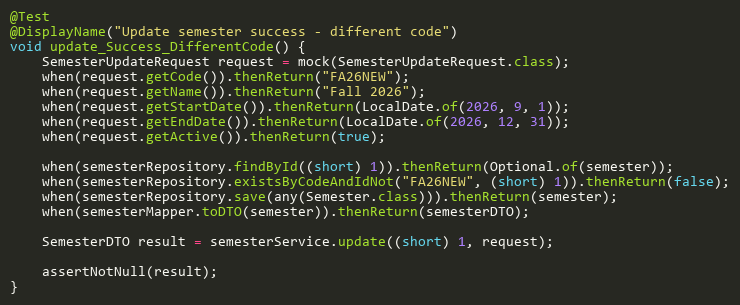 @Test
@DisplayName("Update semester success - different code")
void update_Success_DifferentCode() {
    SemesterUpdateRequest request = mock(SemesterUpdateRequest.class);
    when(request.getCode()).thenReturn("FA26NEW");
    when(request.getName()).thenReturn("Fall 2026");
    when(request.getStartDate()).thenReturn(LocalDate.of(2026, 9, 1));
    when(request.getEndDate()).thenReturn(LocalDate.of(2026, 12, 31));
    when(request.getActive()).thenReturn(true);

    when(semesterRepository.findById((short) 1)).thenReturn(Optional.of(semester));
    when(semesterRepository.existsByCodeAndIdNot("FA26NEW", (short) 1)).thenReturn(false);
    when(semesterRepository.save(any(Semester.class))).thenReturn(semester);
    when(semesterMapper.toDTO(semester)).thenReturn(semesterDTO);

    SemesterDTO result = semesterService.update((short) 1, request);

    assertNotNull(result);
}